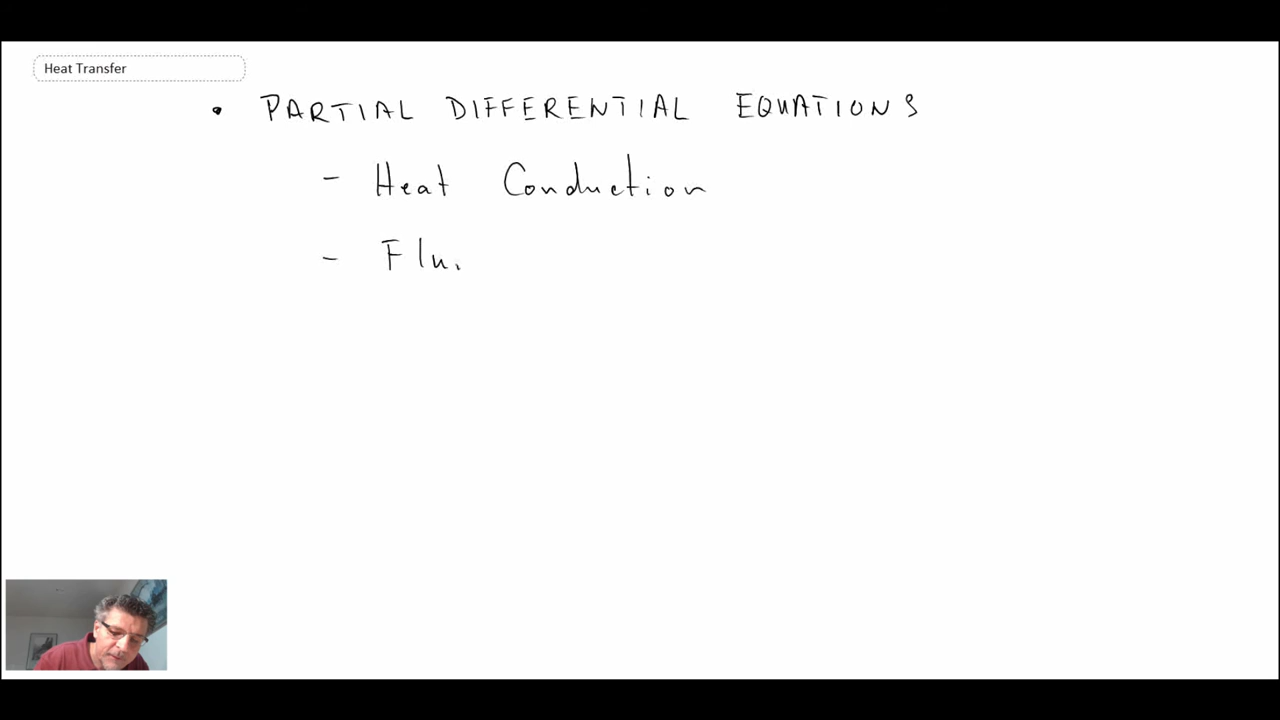 Heat Transfer
• PARTIAL DIFFERENTIAL EQUATIONS
- Heat Conduction
- Flu